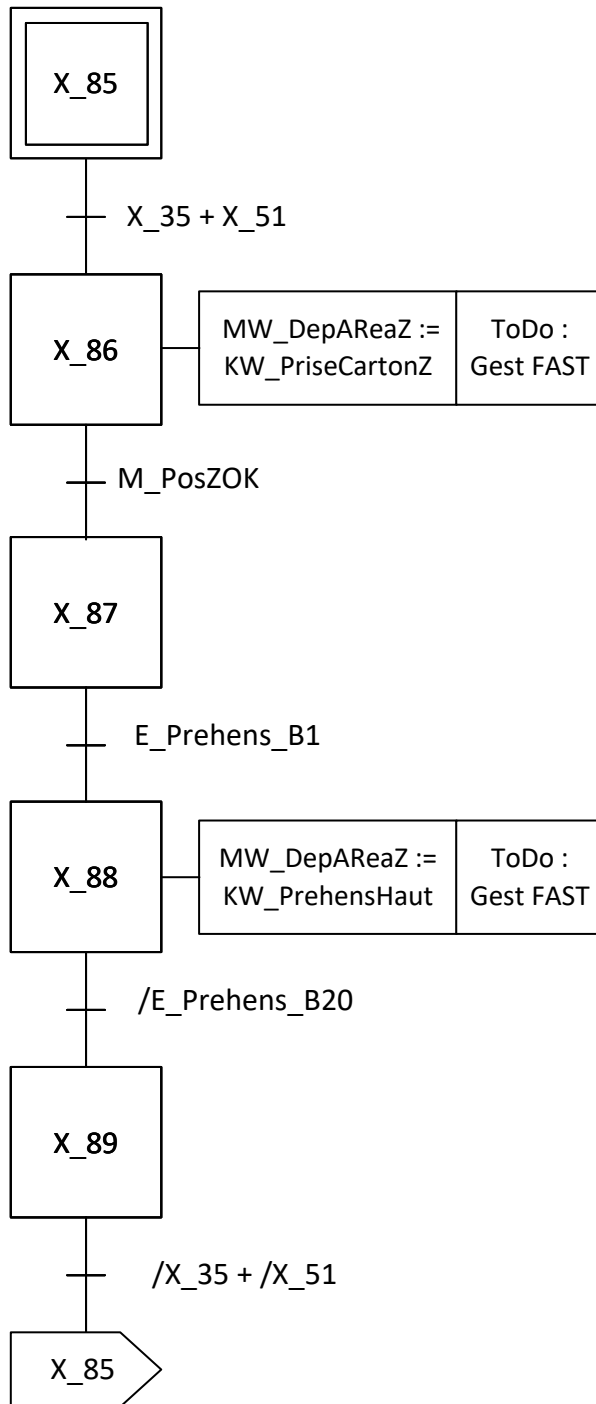 X_85
X_35 + X_51
X_86
MW_DepAReaZ :=
KW_PriseCartonZ
ToDo :
Gest FAST
M_PosZOK
X_87
E_Prehens_B1
X_88
MW_DepAReaZ :=
KW_PrehensHaut
ToDo :
Gest FAST
/E_Prehens_B20
X_89
/X_35 + /X_51
X_85